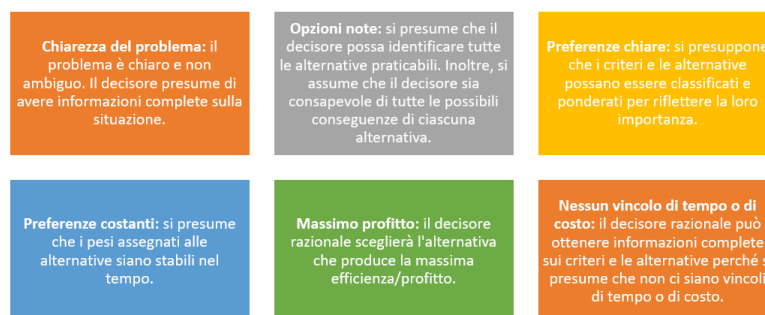 Chiarezza del problema: il
problema è chiaro e non
ambiguo. Il decisore presume di
avere informazioni complete sulla
situazione.
Opzioni note: si presume che il
decisore possa identificare tutte
le alternative praticabili. Inoltre, si
assume che il decisore sia
consapevole di tutte le possibili
conseguenze di ciascuna
alternativa.
Preferenze chiare: si presuppone
che i criteri e le alternative
possano essere classificati e
ponderati per riflettere la loro
importanza.
Preferenze costanti: si presume
che i pesi assegnati alle
alternative siano stabili nel
tempo.
Massimo profitto: il decisore
razionale sceglierà l'alternativa
che produce la massima
efficienza/profitto.
Nessun vincolo di tempo o di
costo: il decisore razionale può
ottenere informazioni complete
sui criteri e le alternative perché s
presume che non ci siano vincoli
di tempo o di costo.